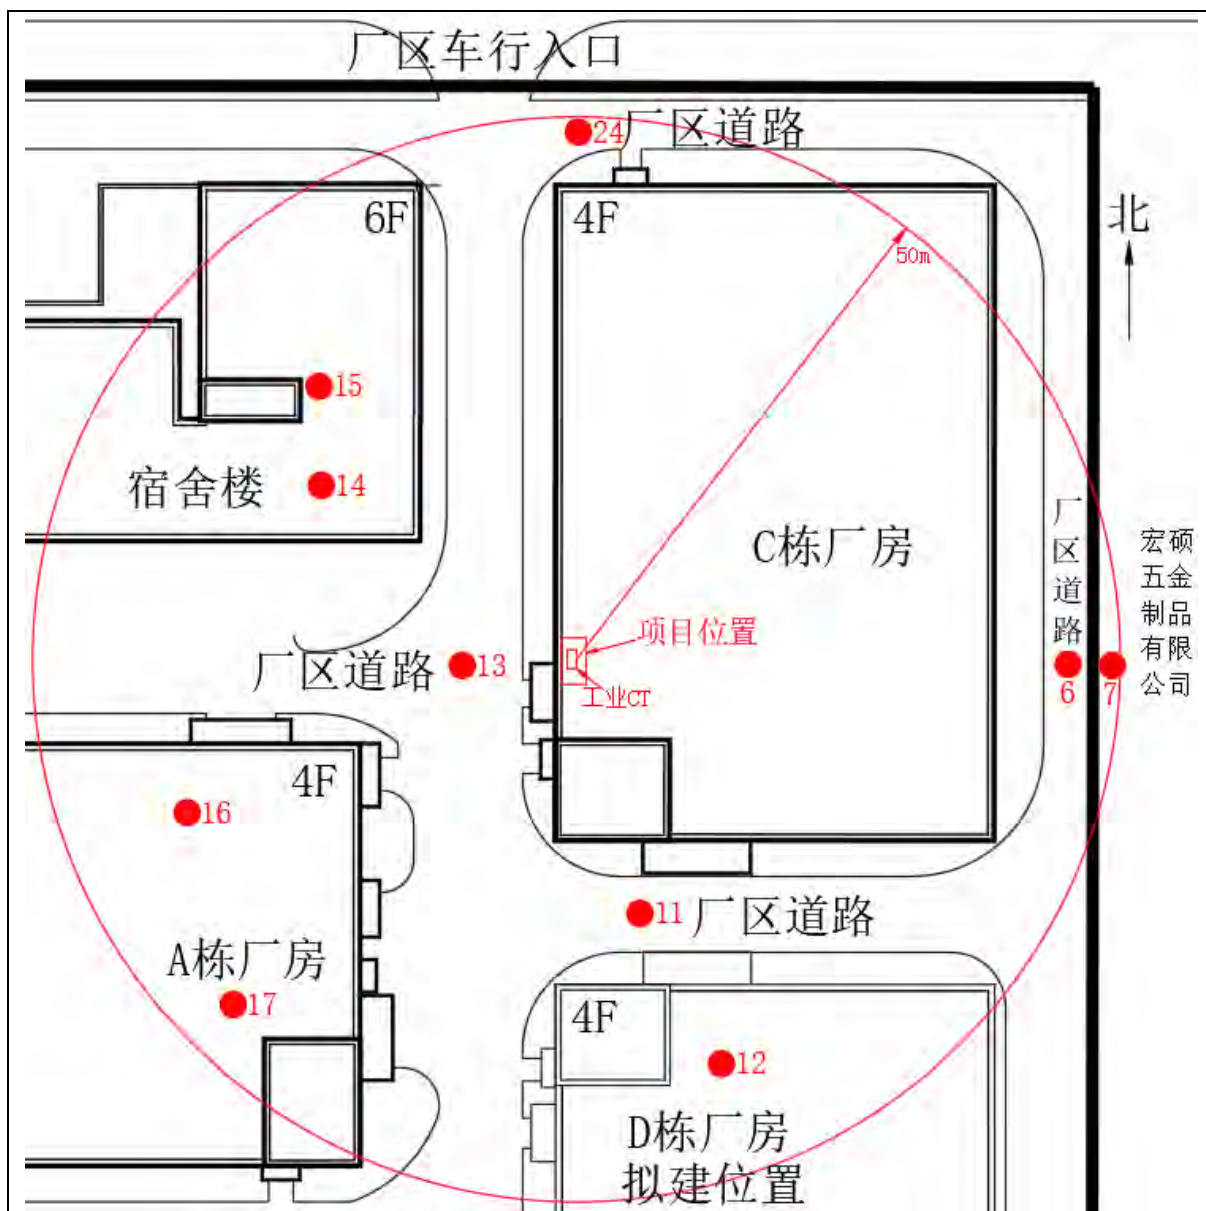 厂区车行入口
24
厂区道路
6F
4F
北
50m
15
宿舍楼
14
C栋厂房
厂区道路
宏硕
五金
制品
有限
公司
项目位置
厂区道路
13
工业CT
6
7
4F
16
11
厂区道路
A栋厂房
17
4F
12
D栋厂房
拟建位置